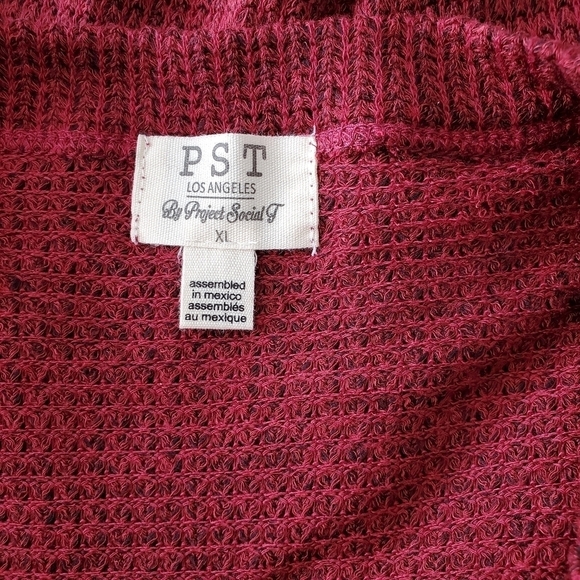 PST
LOS ANGELES
By Project Social T
XL
assembled
in mexico
assemblés
au mexique